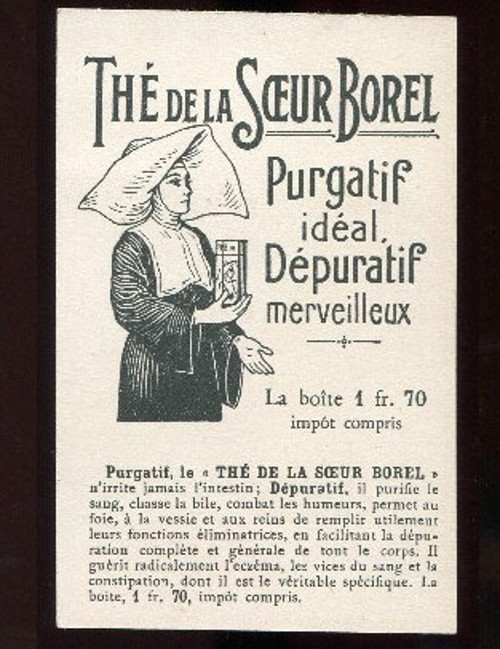 THÉ DE LA SŒUR BOREL
Purgatif
idéal,
Dépuratif
merveilleux
La boîte 1 fr. 70
impôt compris
Purgatif, le « THÉ DE LA SŒUR BOREL »
n'irrite jamais l'intestin; Dépuratif, il purifie le
sang, chasse la bile, combat les humeurs, permet au
foie, à la vessie et aux reins de remplir utilement
leurs fonctions éliminatrices, en facilitant la dépu-
ration complète et générale de tout le corps. Il
guérit radicalement l'eczéma, les vices du sang et la
constipation, dont il est le véritable spécifique. La
boîte, 1 fr. 70, impôt compris.